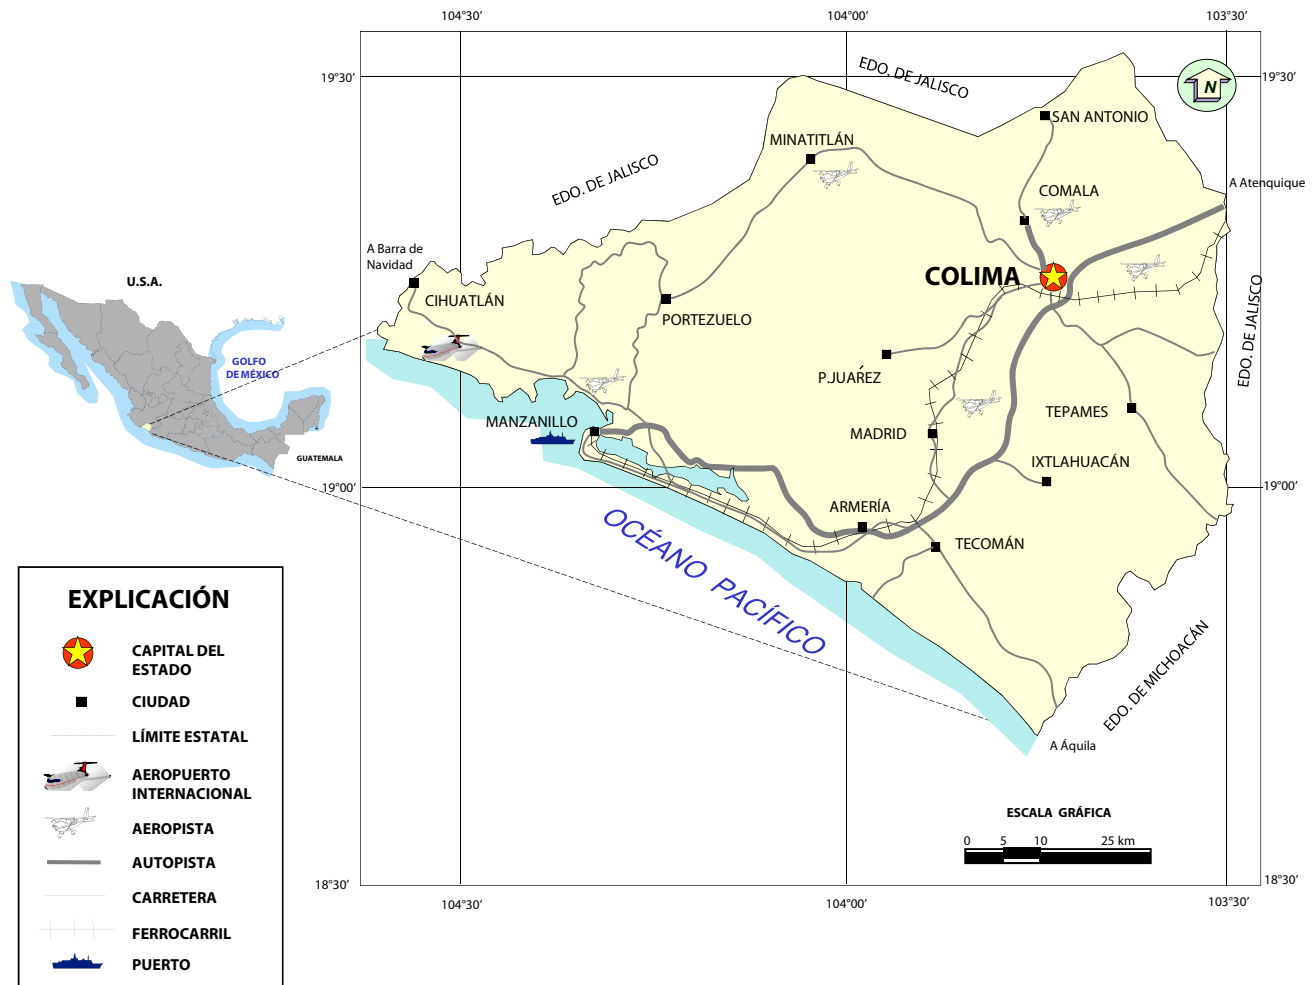 104°30'
104°00'
103°30'
19°30'
19°30'
EDO. DE JALISCO
N
SAN ANTONIO
MINATITLÁN
EDO. DE JALISCO
A Atenquique
COMALA
A Barra de
Navidad
COLIMA
U.S.A.
CIHUATLÁN
PORTEZUELO
EDO. DE JALISCO
GOLFO
DE MÉXICO
P.JUAŔEZ
TEPAMES
MANZANILLO
MADRID
GUATEMALA
IXTLAHUACÁN
19°00'
19°00'
ARMERÍA
TECOMÁN
OCÉANO PACÍFICO
EDO. DE MICHOACÁN
A Áquila
EXPLICACIÓN
CAPITAL DEL
ESTADO
CIUDAD
LÍMITE ESTATAL
AEROPUERTO
INTERNACIONAL
AEROPISTA
AUTOPISTA
CARRETERA
FERROCARRIL
PUERTO
ESCALA GRÁFICA
0 5 10 25 km
18°30'
18°30'
104°30'
104°00'
103°30'